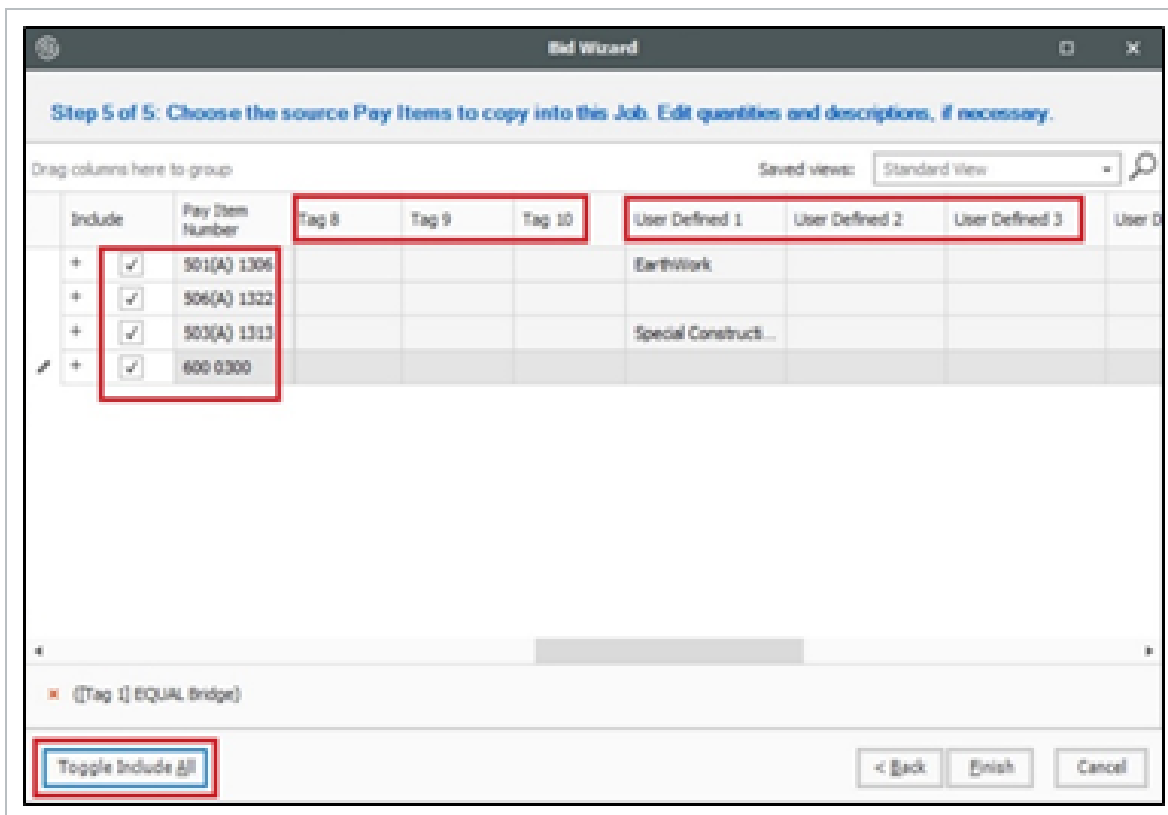 Bid Wizard
Step 5 of 5: Choose the source Pay Items to copy into this Job. Edit quantities and descriptions, if necessary.
Drag columns here to group Saved views: Standard View
Include Pay Item Number Tag 8 Tag 9 Tag 10 User Defined 1 User Defined 2 User Defined 3 User D
+ 501(A) 1306 EarthWork
+ 506(A) 1322
+ 503(A) 1313 Special Constructi...
+ 600 0300
([Tag 1] EQUAL Bridge)
Toggle Include All < Back Finish Cancel